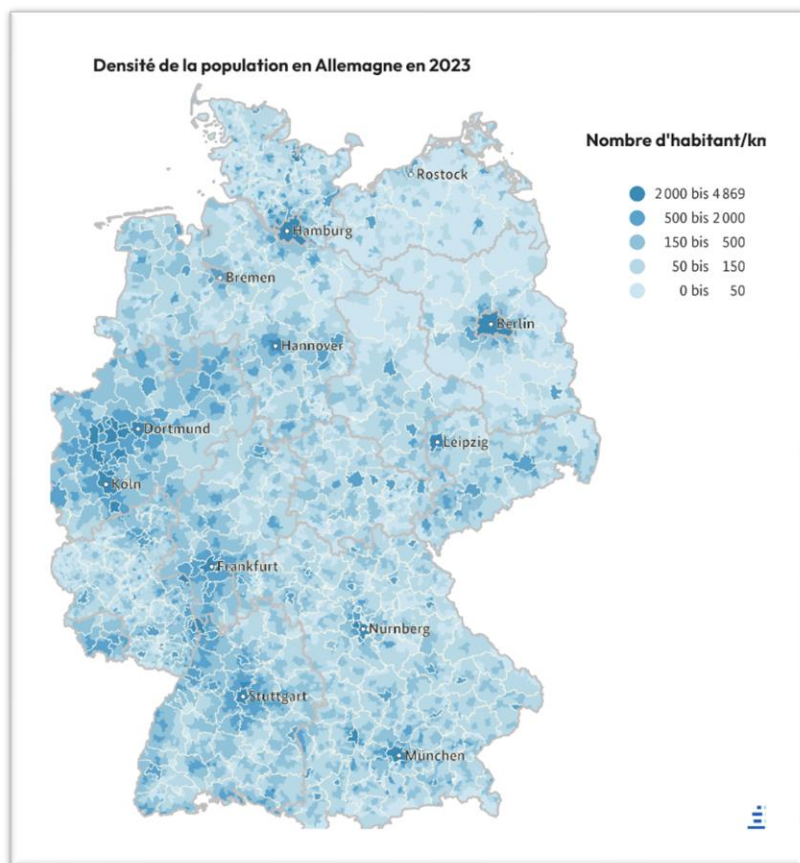 Densité de la population en Allemagne en 2023
Nombre d'habitant/kn
2 000 bis 4 869
500 bis 2 000
150 bis 500
50 bis 150
0 bis 50
Rostock
Hamburg
Bremen
Berlin
Hannover
Dortmund
Leipzig
Köln
Frankfurt
Nürnberg
Stuttgart
München